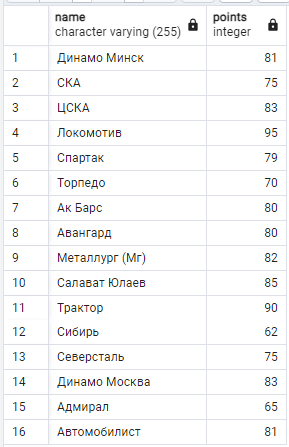 name points
character varying (255) integer
1 Динамо Минск 81
2 СКА 75
3 ЦСКА 83
4 Локомотив 95
5 Спартак 79
6 Торпедо 70
7 Ак Барс 80
8 Авангард 80
9 Металлург (Мг) 82
10 Салават Юлаев 85
11 Трактор 90
12 Сибирь 62
13 Северсталь 75
14 Динамо Москва 83
15 Адмирал 65
16 Автомобилист 81